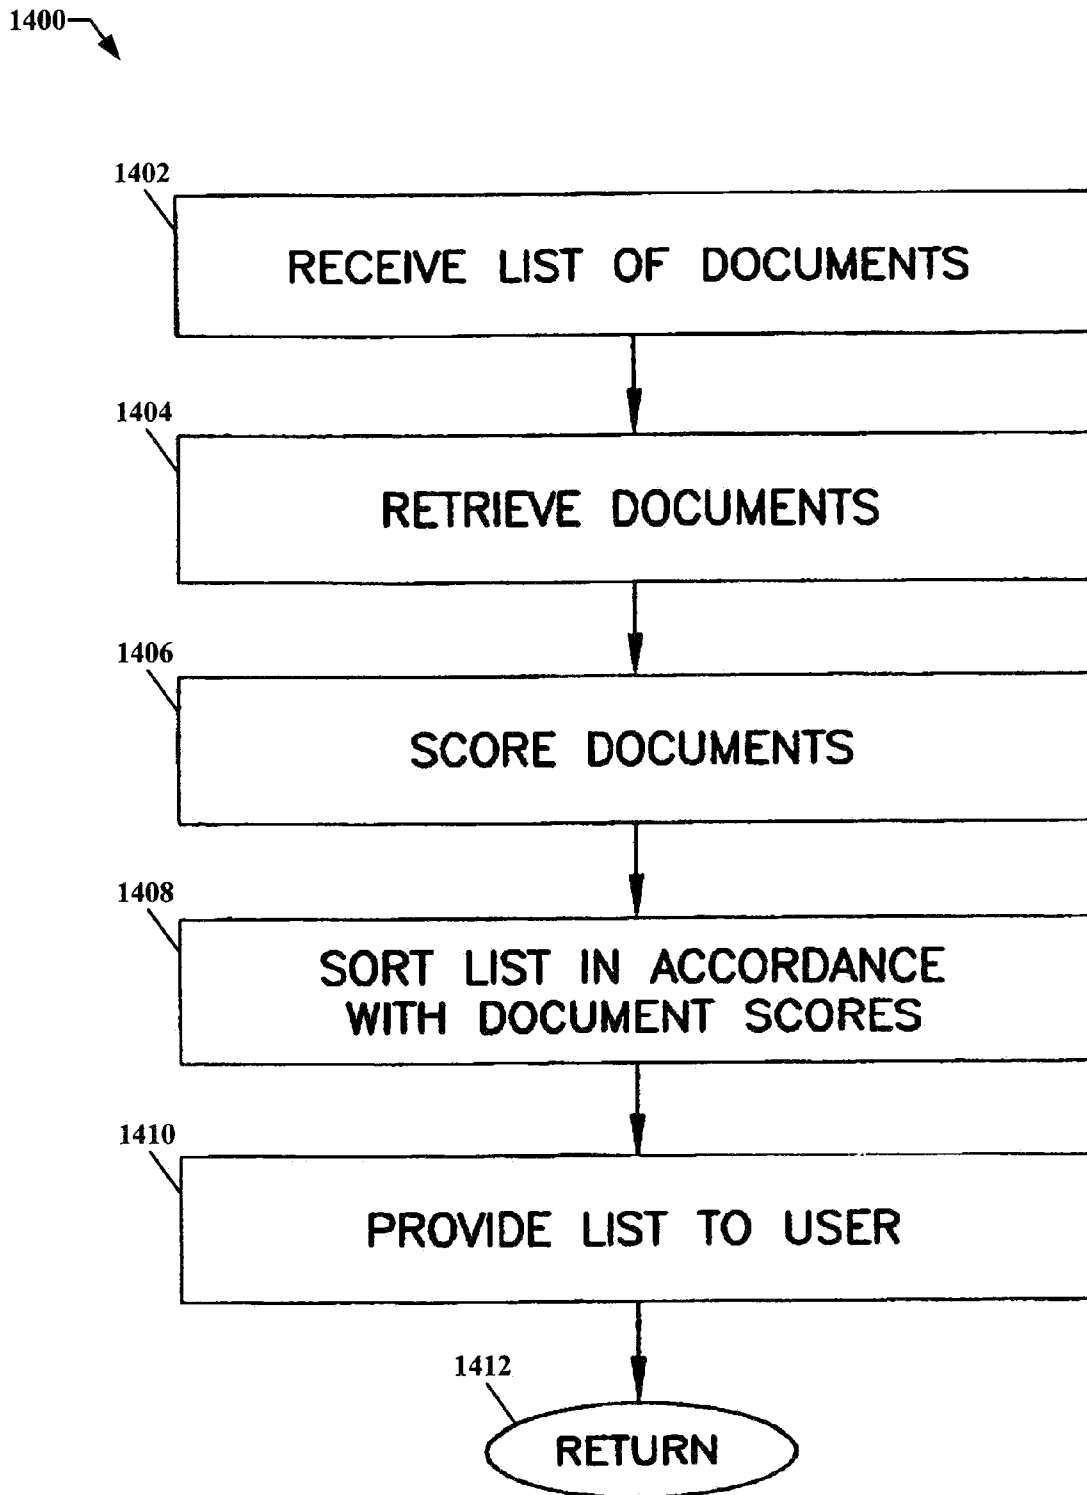 1400
1402
RECEIVE LIST OF DOCUMENTS
1404
RETRIEVE DOCUMENTS
1406
SCORE DOCUMENTS
1408
SORT LIST IN ACCORDANCE
WITH DOCUMENT SCORES
1410
PROVIDE LIST TO USER
1412
RETURN